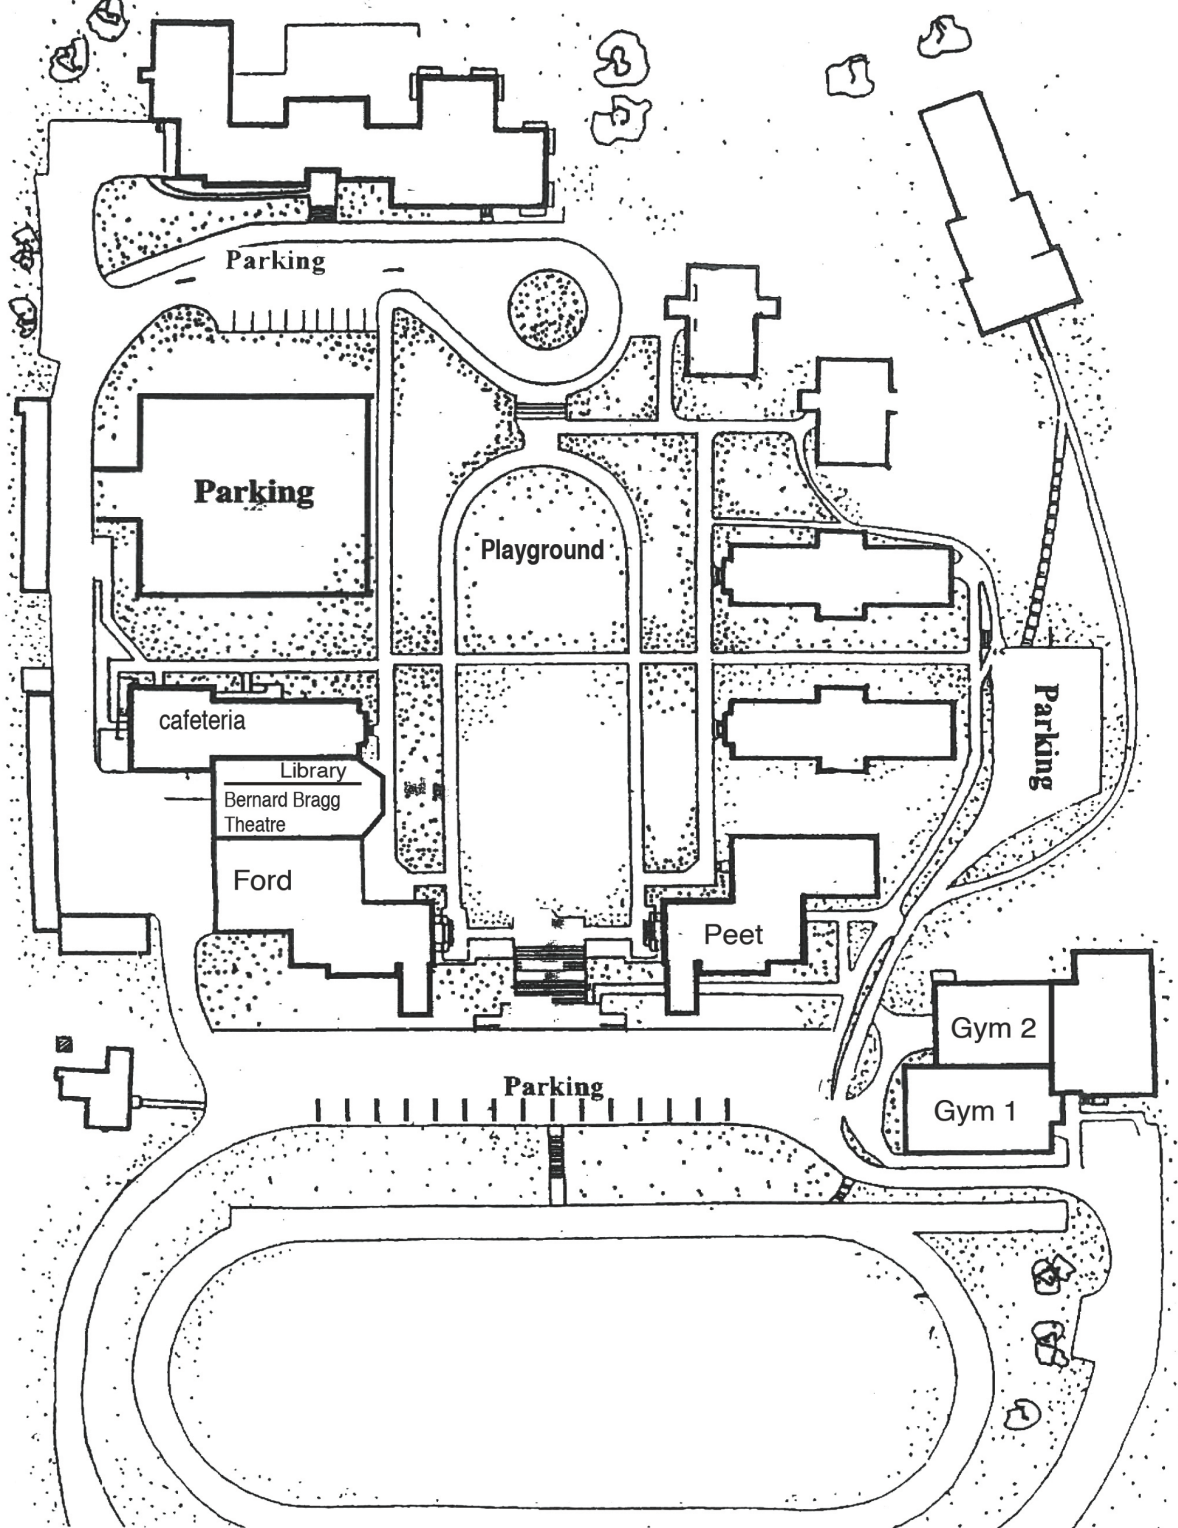 Parking
Parking
Playground
cafeteria
Parking
Library
Bernard Bragg
Theatre
Ford
Peet
Gym 2
Parking
Gym 1